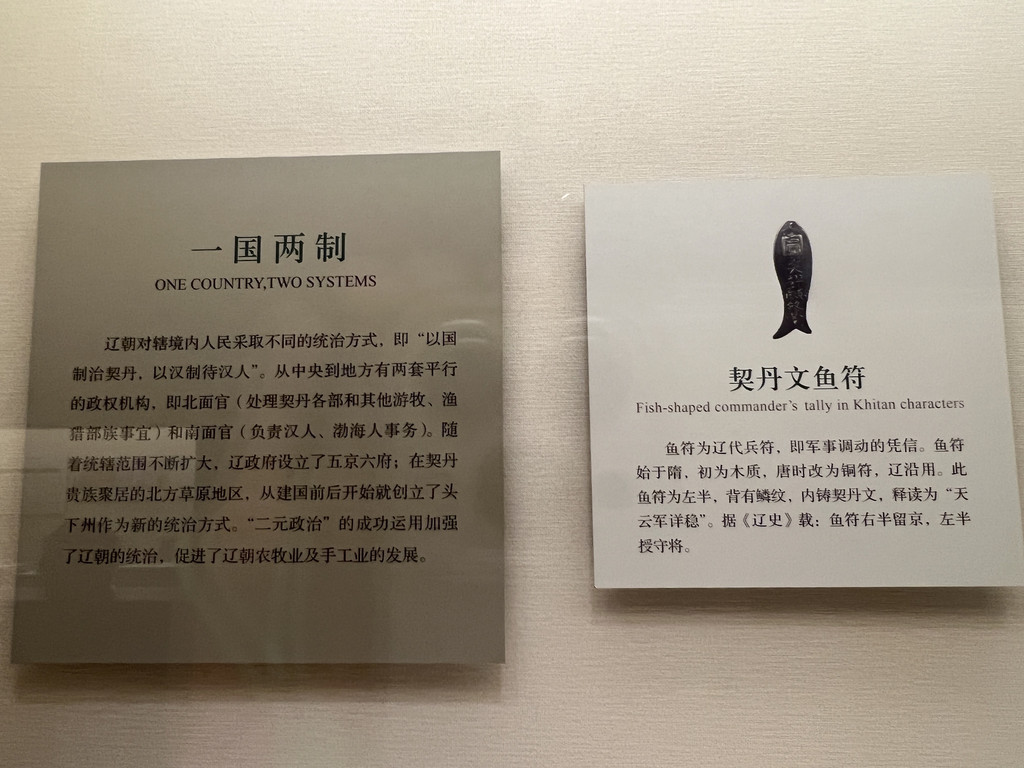 一国两制
ONE COUNTRY,TWO SYSTEMS
辽朝对辖境内人民采取不同的统治方式，即“以国
制治契丹，以汉制待汉人”。从中央到地方有两套平行
的政权机构，即北面官（处理契丹各部和其他游牧、渔
猎部族事宜）和南面官（负责汉人、渤海人事务）。随
着统辖范围不断扩大，辽政府设立了五京六府；在契丹
贵族聚居的北方草原地区，从建国前后开始就创立了头
下州作为新的统治方式。“二元政治”的成功运用加强
了辽朝的统治，促进了辽朝农牧业及手工业的发展。
契丹文鱼符
Fish-shaped commander's tally in Khitan characters
鱼符为辽代兵符，即军事调动的凭信。鱼符
始于隋，初为木质，唐时改为铜符，辽沿用。此
鱼符为左半，背有鳞纹，内铸契丹文，释读为“天
云军详稳”。据《辽史》载：鱼符右半留京，左半
授守将。